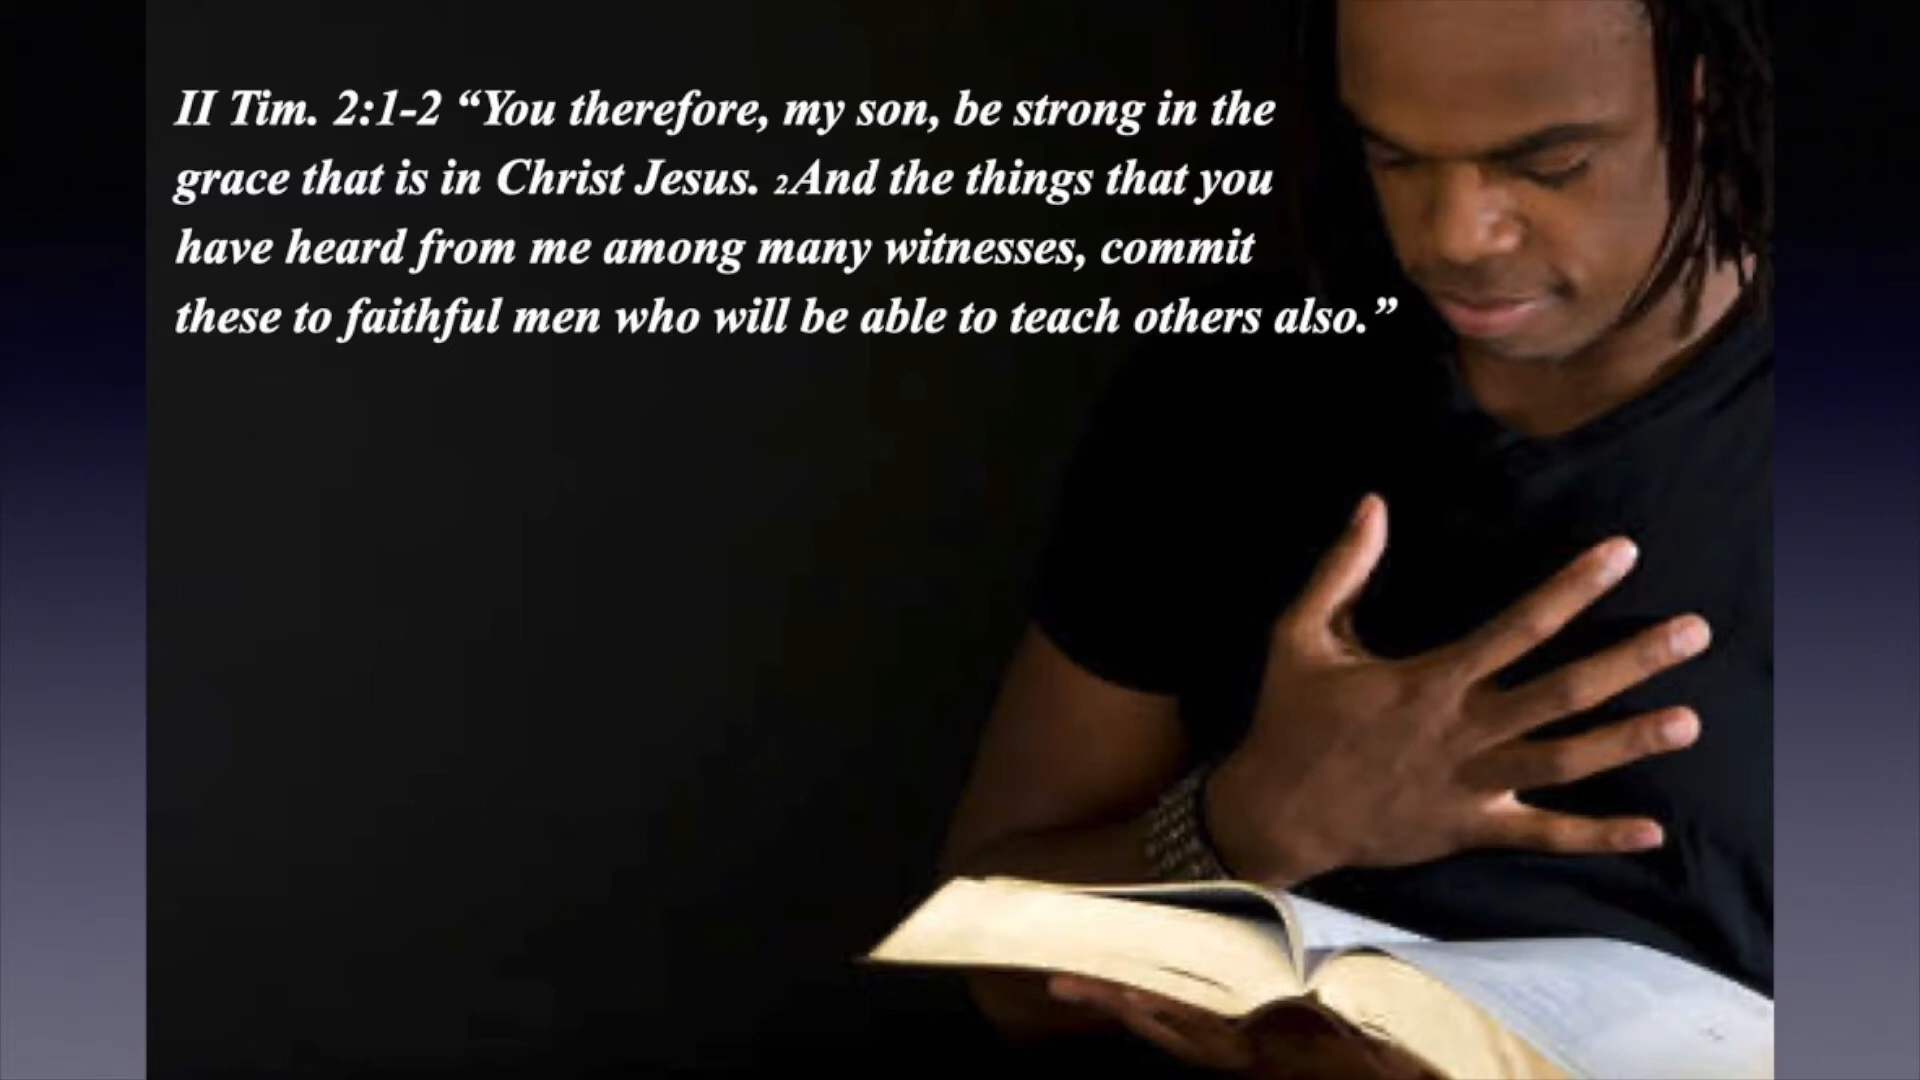 II Tim. 2:1-2 “You therefore, my son, be strong in the
grace that is in Christ Jesus. 2And the things that you
have heard from me among many witnesses, commit
these to faithful men who will be able to teach others also.”